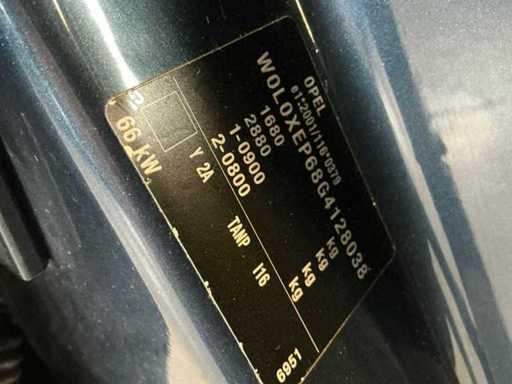 OPEL
e1*2001/116*0379
W0L0XEP68G4128038
1680 kg
2880 kg
1-0900 kg
2-0800 kg
Y 2A TANP 116
66 kW
6951